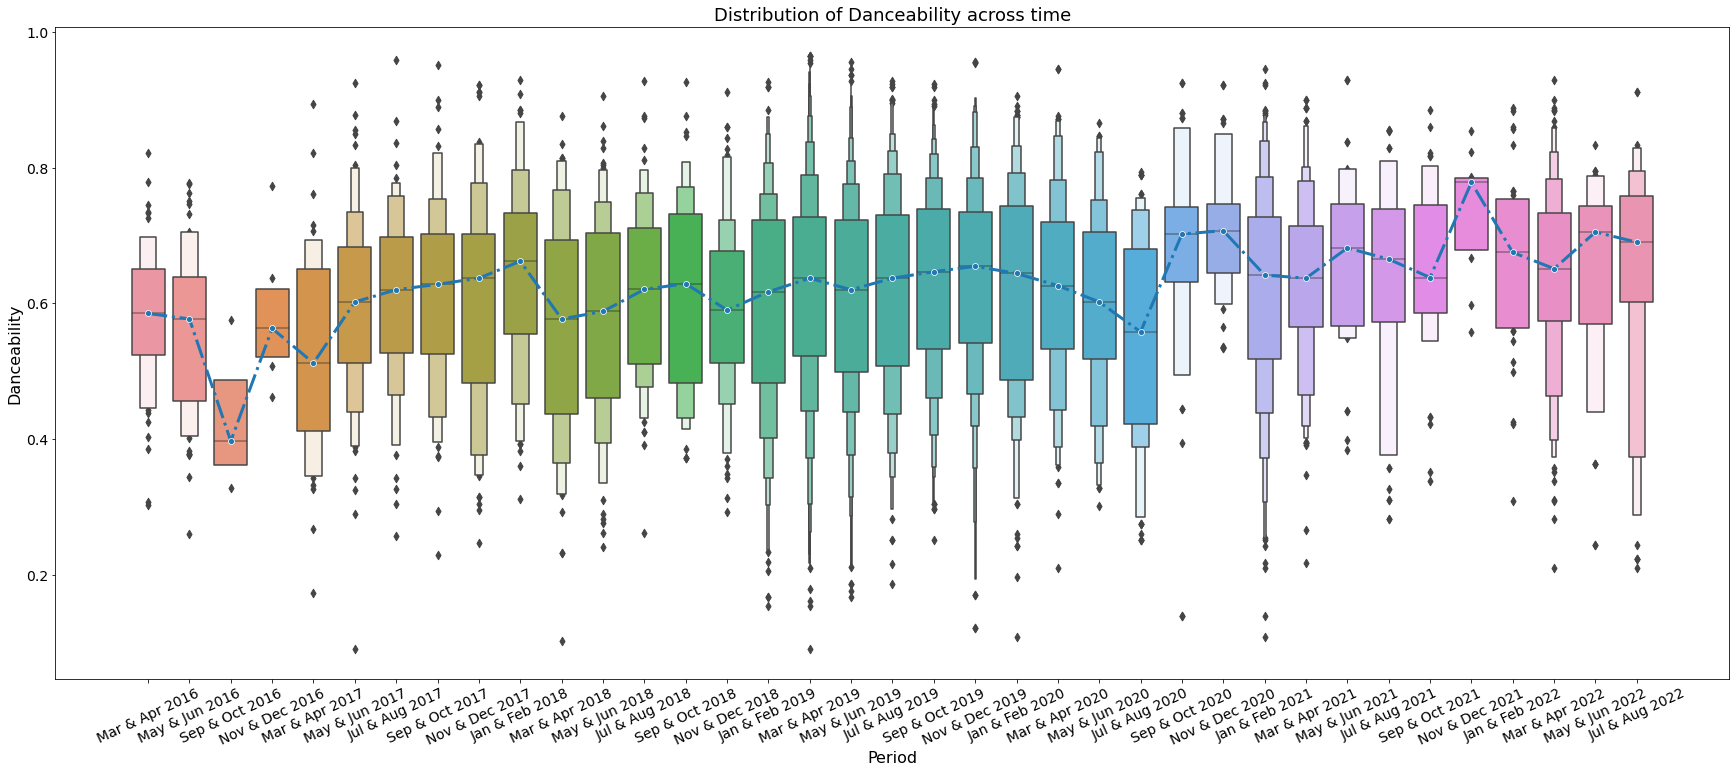 Distribution of Danceability across time
Danceability
1.0
0.8
0.6
0.4
0.2
Mar & Apr 2016
May & Jun 2016
Sep & Oct 2016
Nov & Dec 2016
Mar & Apr 2017
May & Jun 2017
Jul & Aug 2017
Sep & Oct 2017
Nov & Dec 2017
Jan & Feb 2018
Mar & Apr 2018
May & Jun 2018
Jul & Aug 2018
Sep & Oct 2018
Nov & Dec 2018
Jan & Feb 2019
Mar & Apr 2019
May & Jun 2019
Jul & Aug 2019
Sep & Oct 2019
Nov & Dec 2019
Jan & Feb 2020
Mar & Apr 2020
May & Jun 2020
Jul & Aug 2020
Sep & Oct 2020
Nov & Dec 2020
Jan & Feb 2021
Mar & Apr 2021
May & Jun 2021
Jul & Aug 2021
Sep & Oct 2021
Nov & Dec 2021
Jan & Feb 2022
Mar & Apr 2022
May & Jun 2022
Jul & Aug 2022
Period